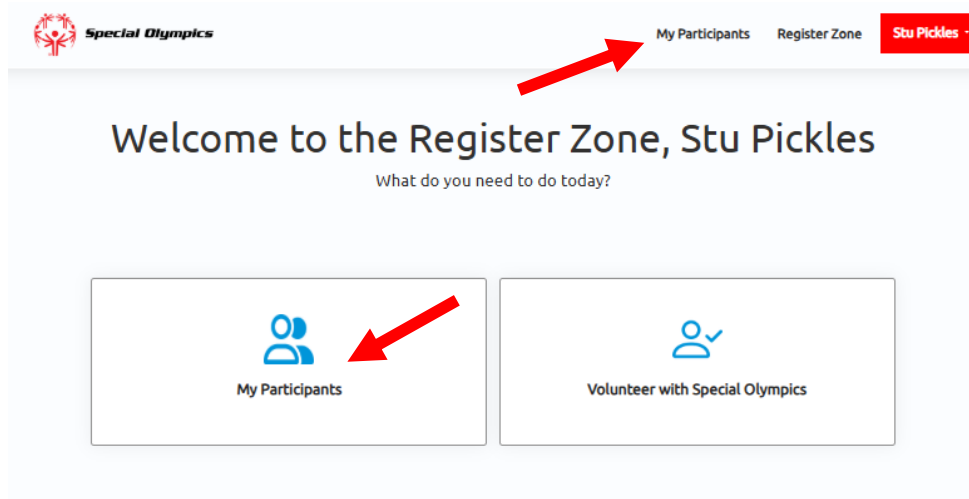 Special Olympics
My Participants
Register Zone
Stu Pickles
Welcome to the Register Zone, Stu Pickles
What do you need to do today?
My Participants
Volunteer with Special Olympics